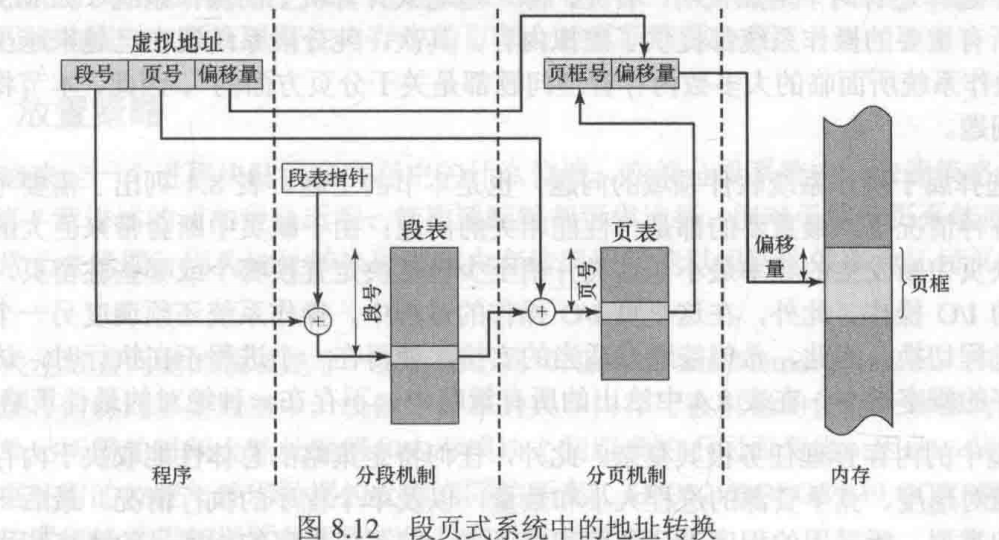 虚拟地址
段号 页号 偏移量
页框号 偏移量
段表指针
段表
页表
段号
页号
偏移量
页框
+
+
程序
分段机制
分页机制
内存
图 8.12 段页式系统中的地址转换